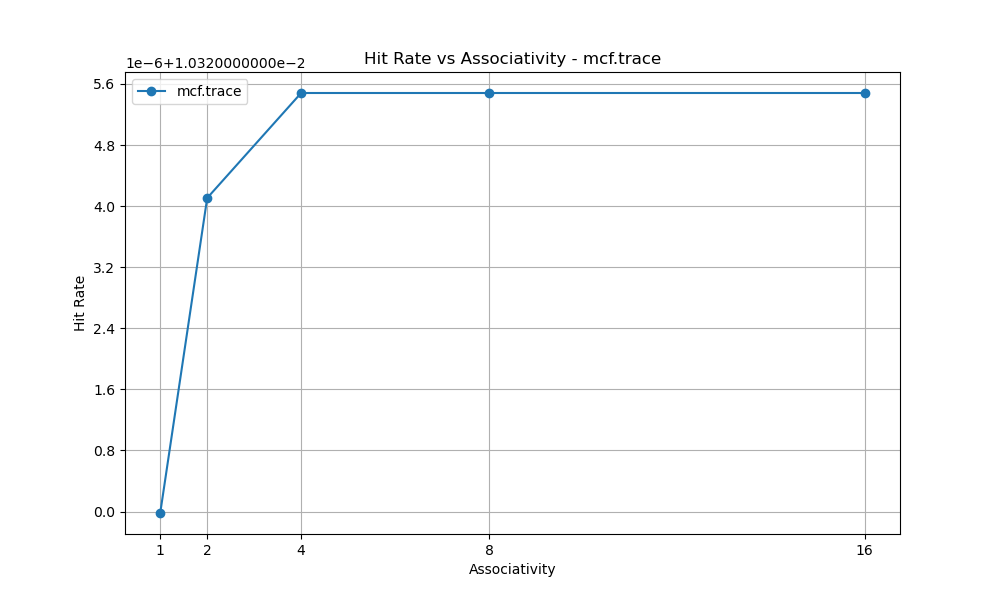 Hit Rate vs Associativity - mcf.trace
1e−6+1.0320000000e−2
mcf.trace
5.6
4.8
4.0
3.2
2.4
1.6
0.8
0.0
Hit Rate
1 2 4 8 16
Associativity